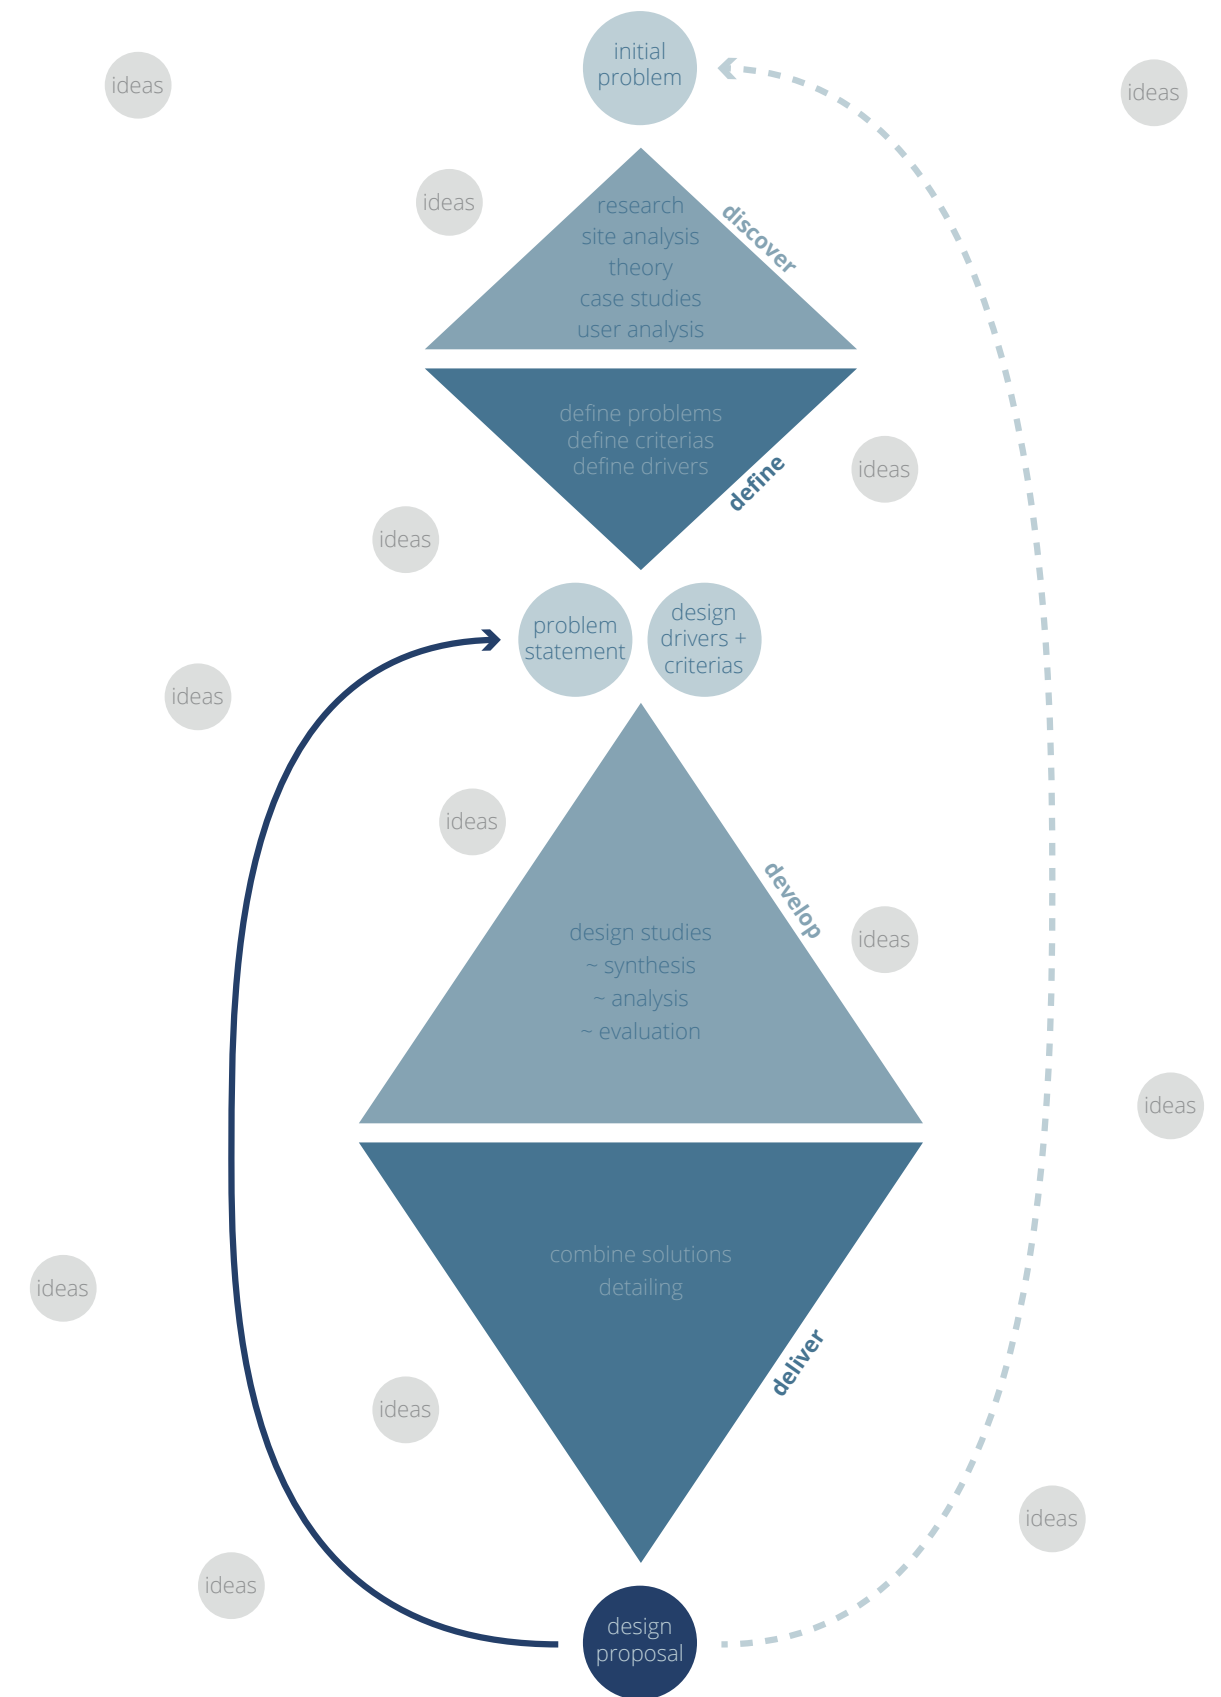 initial
problem
ideas
ideas
ideas
discover
research
site analysis
theory
case studies
user analysis
define problems
define criterias
define drivers
define
ideas
ideas
problem
statement
design
drivers +
criterias
ideas
ideas
develop
ideas
design studies
~ synthesis
~ analysis
~ evaluation
ideas
combine solutions
detailing
ideas
deliver
ideas
ideas
ideas
design
proposal